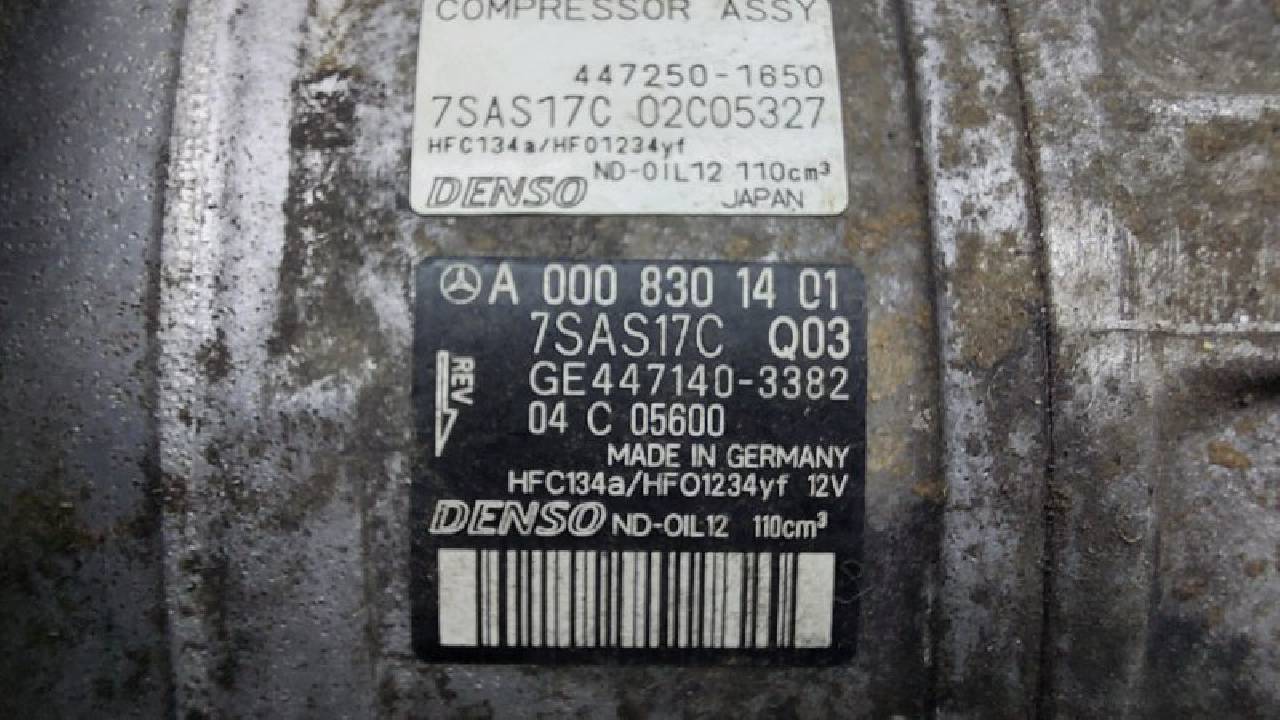 COMPRESSOR ASSY
447250-1650
7SAS17C 02C05327
HFC134a/HFO1234yf
ND-OIL12 110cm³
DENSO JAPAN
A 000 830 14 01
7SAS17C Q03
REV
GE447140-3382
04 C 05600
MADE IN GERMANY
HFC134a/HFO1234yf 12V
DENSO ND-OIL12 110cm³